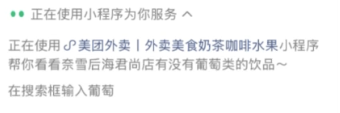 正在使用小程序为你服务
正在使用 美团外卖丨外卖美食奶茶咖啡水果小程序
帮你看看奈雪后海君尚店有没有葡萄类的饮品～
在搜索框输入葡萄